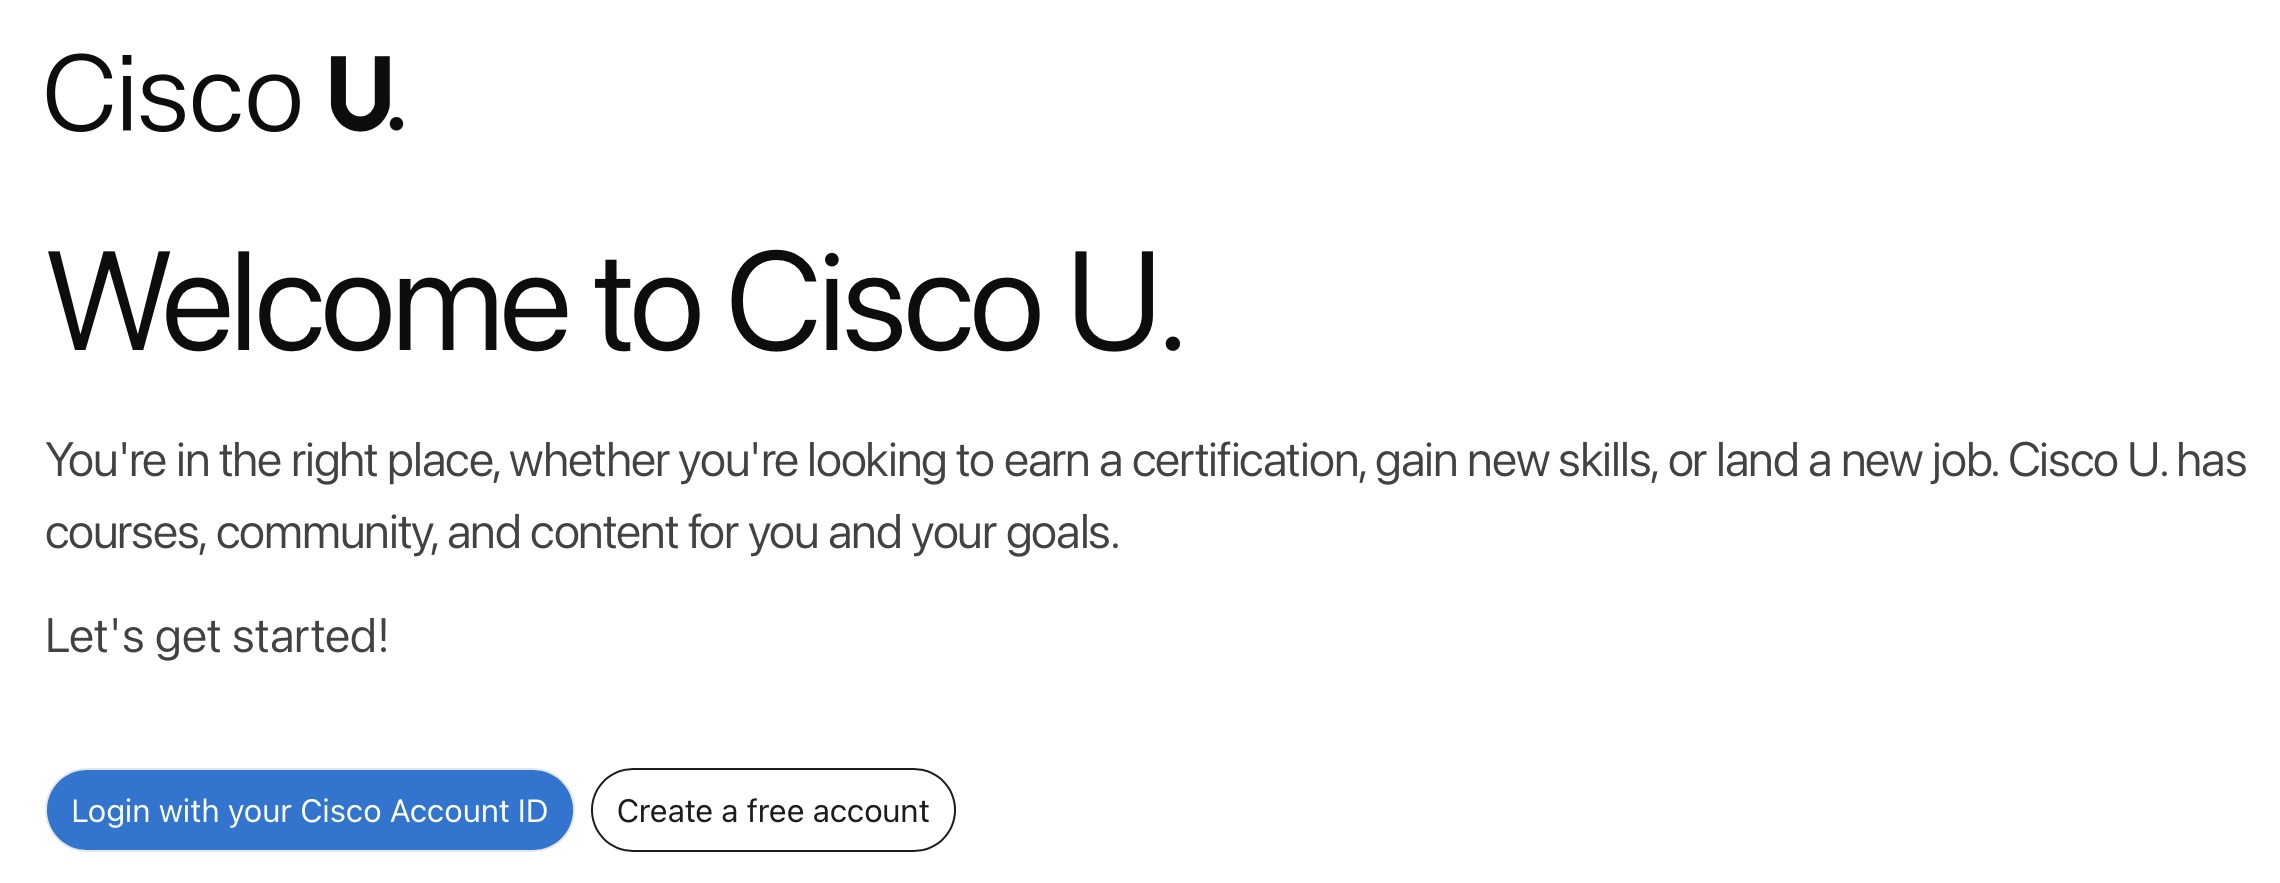 Cisco U.
Welcome to Cisco U.
You're in the right place, whether you're looking to earn a certification, gain new skills, or land a new job. Cisco U. has
courses, community, and content for you and your goals.
Let's get started!
Login with your Cisco Account ID
Create a free account